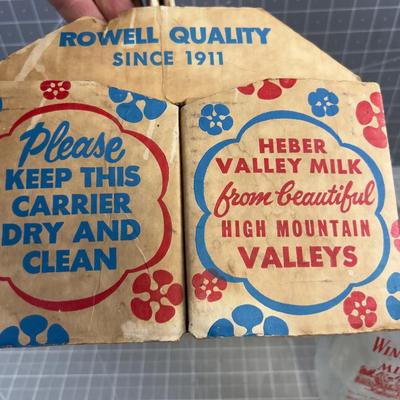 ROWELL QUALITY
SINCE 1911
Please
KEEP THIS
CARRIER
DRY AND
CLEAN
HEBER
VALLEY MILK
from beautiful
HIGH MOUNTAIN
VALLEYS